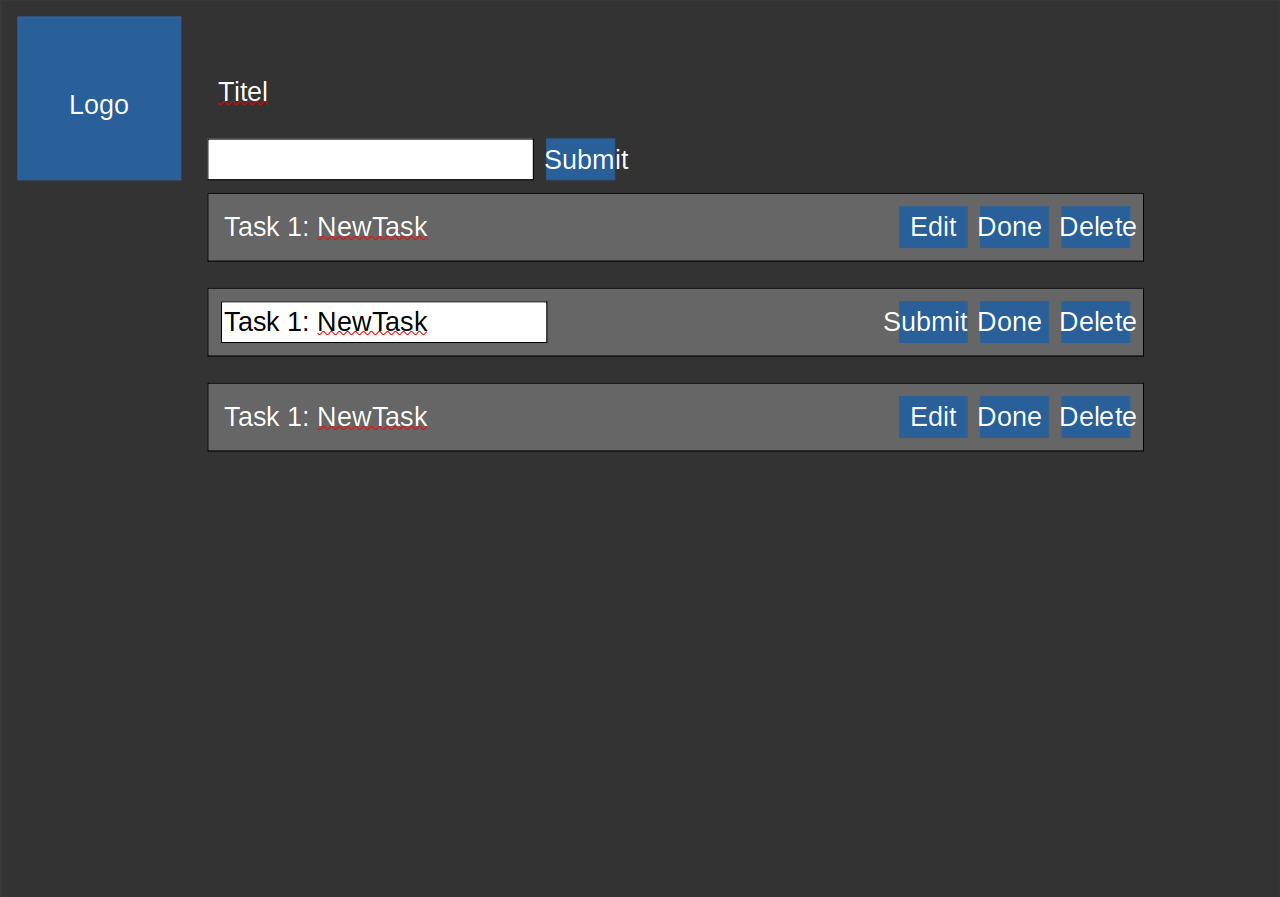 Logo
Titel
Submit
Task 1: NewTask Edit Done Delete
Task 1: NewTask Submit Done Delete
Task 1: NewTask Edit Done Delete